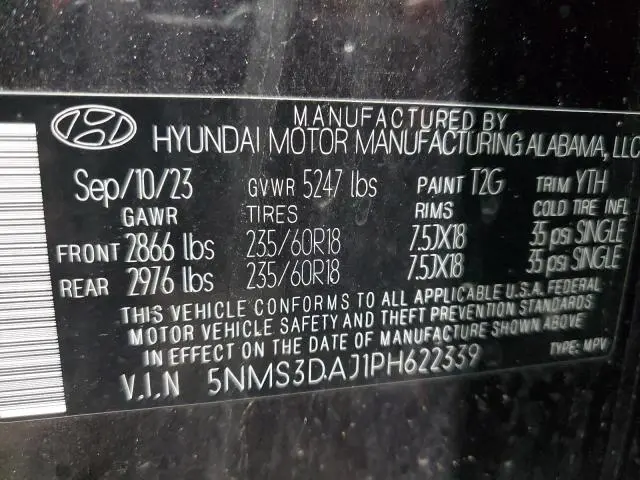 MANUFACTURED BY
HYUNDAI MOTOR MANUFACTURING ALABAMA, LLC
Sep/10/23 GVWR 5247 lbs PAINT T2G TRIM YTH
GAWR TIRES RIMS COLD TIRE INFL
FRONT 2866 lbs 235/60R18 7.5JX18 35 psi SINGLE
REAR 2976 lbs 235/60R18 7.5JX18 35 psi SINGLE
THIS VEHICLE CONFORMS TO ALL APPLICABLE U.S.A. FEDERAL
MOTOR VEHICLE SAFETY AND THEFT PREVENTION STANDARDS
IN EFFECT ON THE DATE OF MANUFACTURE SHOWN ABOVE
V.I.N 5NMS3DAJ1PH622339 TYPE: MPV